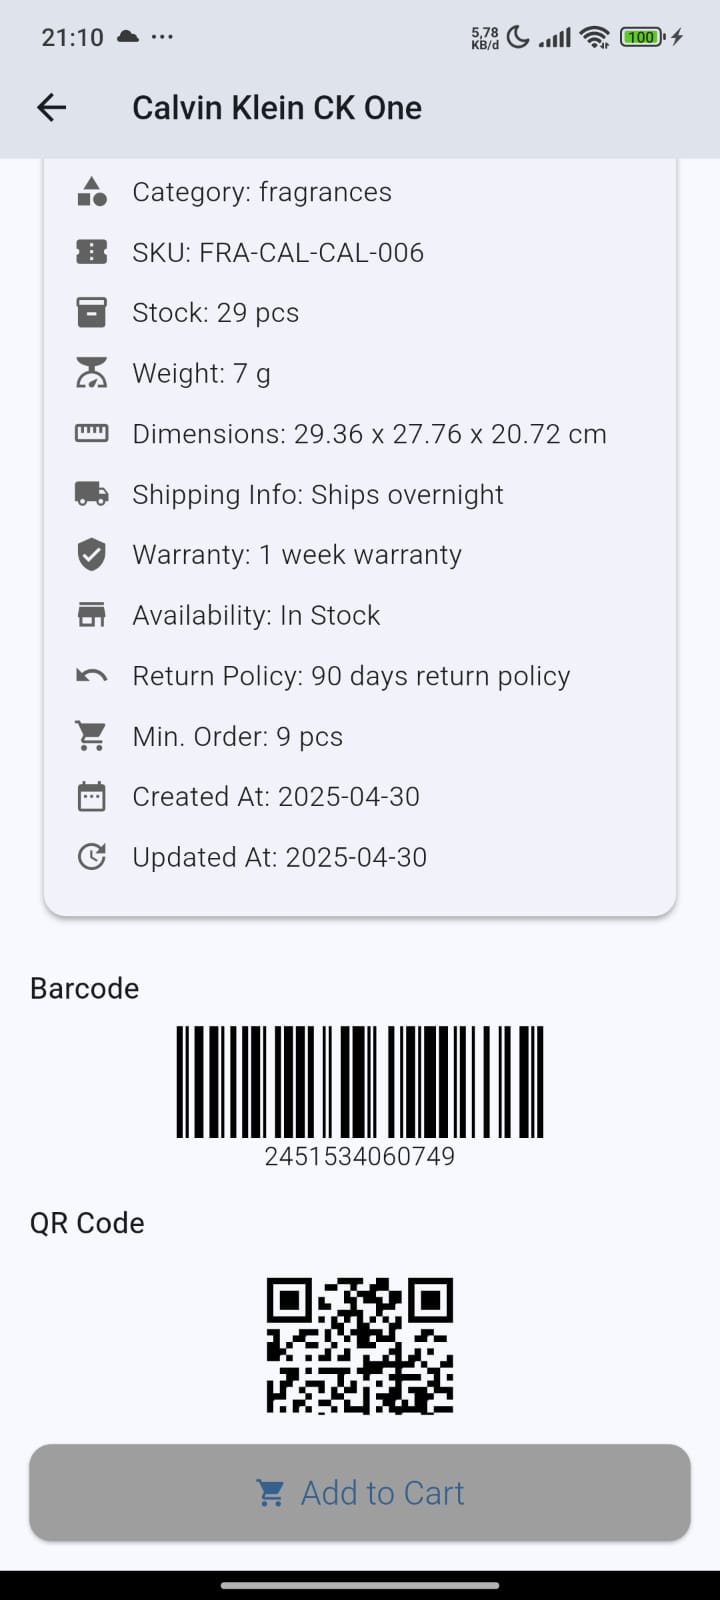 21:10
5,78
KB/d
100
Calvin Klein CK One
Category: fragrances
SKU: FRA-CAL-CAL-006
Stock: 29 pcs
Weight: 7 g
Dimensions: 29.36 x 27.76 x 20.72 cm
Shipping Info: Ships overnight
Warranty: 1 week warranty
Availability: In Stock
Return Policy: 90 days return policy
Min. Order: 9 pcs
Created At: 2025-04-30
Updated At: 2025-04-30
Barcode
2451534060749
QR Code
Add to Cart